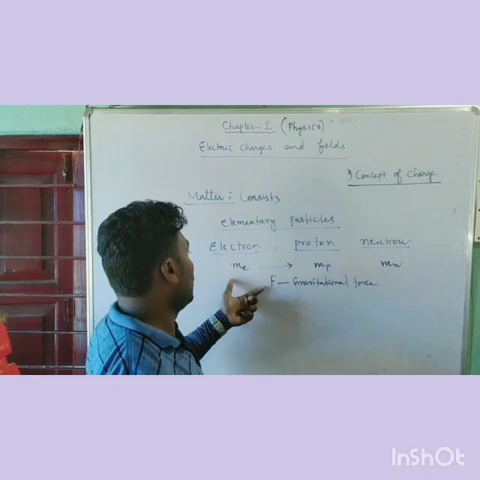 Chapter-I (Physics)
Electric Charges and fields
1) Concept of Charge
Matter: Consists
Elementary particles
Electron, proton neutron
me → mp mn
F — Gravitational force
InShOt